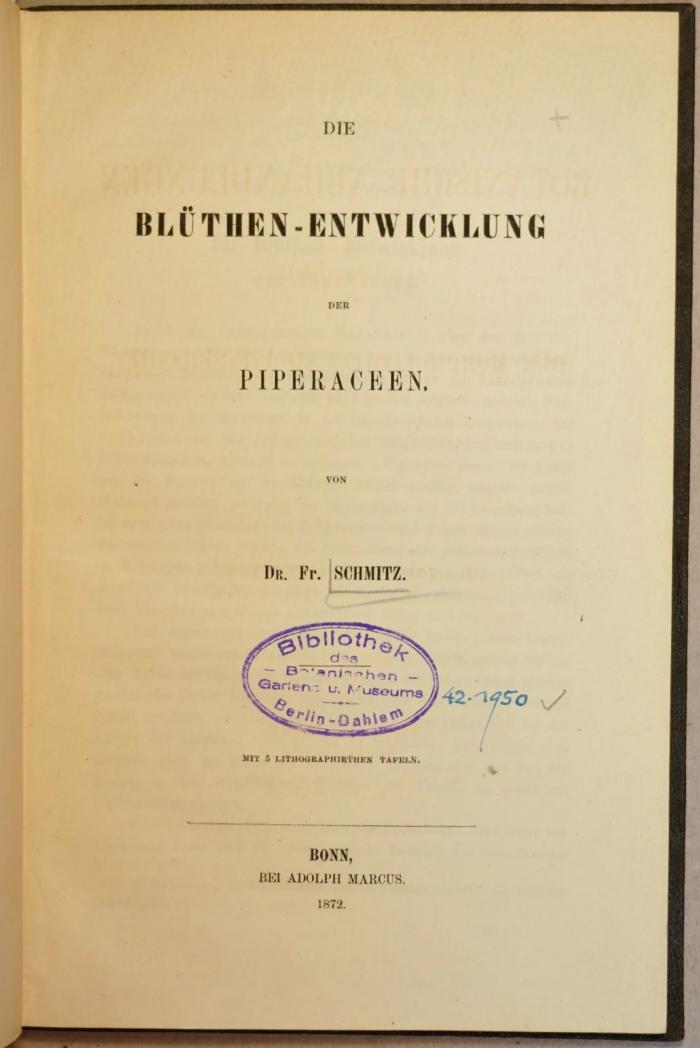 DIE
BLÜTHEN-ENTWICKLUNG
DER
PIPERACEEN.
VON
DR. FR. SCHMITZ.
Bibliothek
des
– Botanischen –
Gartens u. Museums
Berlin-Dahlem
42.1950
MIT 5 LITHOGRAPHIRTHEN TAFELN.
BONN,
BEI ADOLPH MARCUS.
1872.